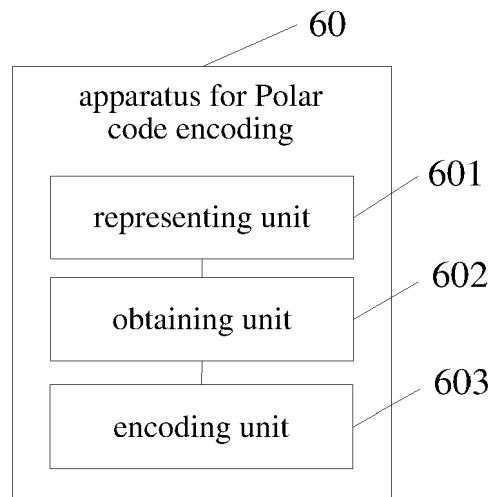 60
apparatus for Polar
code encoding
601
representing unit
602
obtaining unit
603
encoding unit